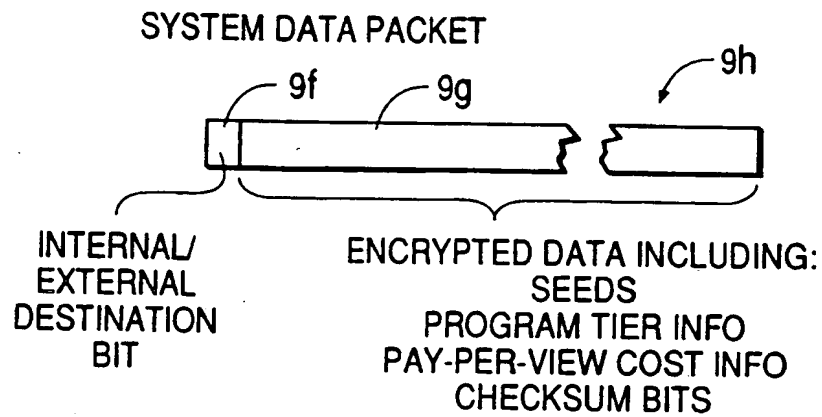 SYSTEM DATA PACKET
9f
9g
9h
INTERNAL/
EXTERNAL
DESTINATION
BIT
ENCRYPTED DATA INCLUDING:
SEEDS
PROGRAM TIER INFO
PAY-PER-VIEW COST INFO
CHECKSUM BITS